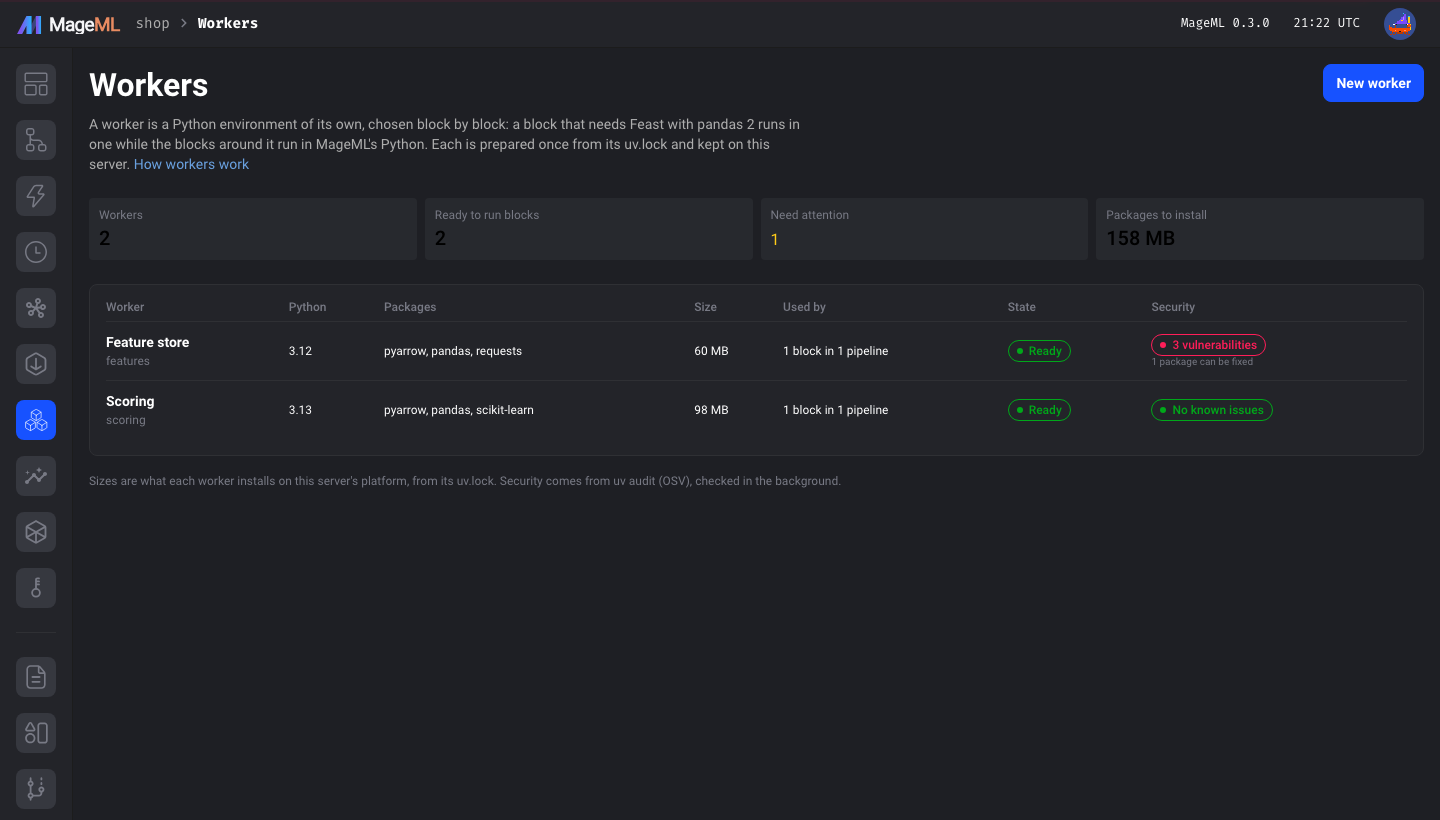 MageML shop > Workers MageML 0.3.0 21:22 UTC
Workers
New worker
A worker is a Python environment of its own, chosen block by block: a block that needs Feast with pandas 2 runs in
one while the blocks around it run in MageML's Python. Each is prepared once from its uv.lock and kept on this
server. How workers work
Workers Ready to run blocks Need attention Packages to install
2 2 1 158 MB
Worker Python Packages Size Used by State Security
Feature store 3.12 pyarrow, pandas, requests 60 MB 1 block in 1 pipeline Ready 3 vulnerabilities
features 1 package can be fixed
Scoring 3.13 pyarrow, pandas, scikit-learn 98 MB 1 block in 1 pipeline Ready No known issues
scoring
Sizes are what each worker installs on this server's platform, from its uv.lock. Security comes from uv audit (OSV), checked in the background.